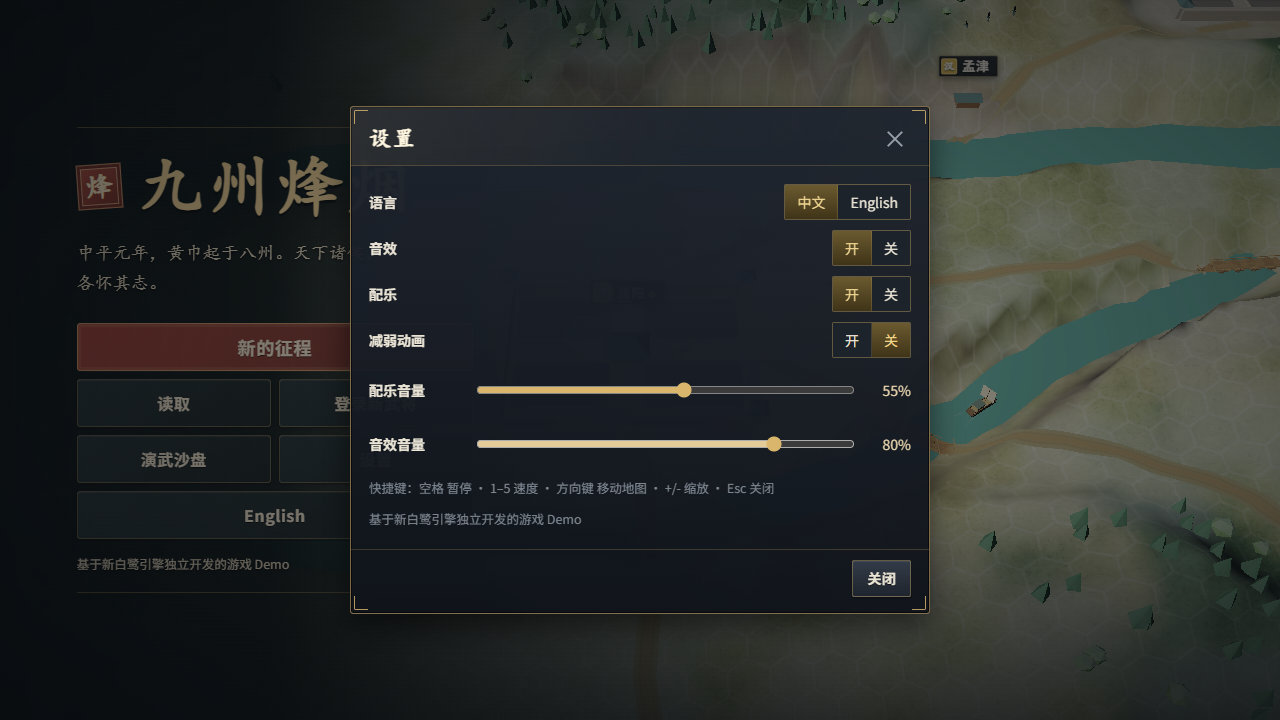 汉 孟津
设置
语言 中文 English
音效 开 关
配乐 开 关
减弱动画 开 关
配乐音量 55%
音效音量 80%
快捷键：空格 暂停 · 1–5 速度 · 方向键 移动地图 · +/- 缩放 · Esc 关闭
基于新白鹭引擎独立开发的游戏 Demo
关闭
烽 九州烽
中平元年，黄巾起于八州。天下诸
各怀其志。
新的征程
读取 登
演武沙盘
English
基于新白鹭引擎独立开发的游戏 Demo